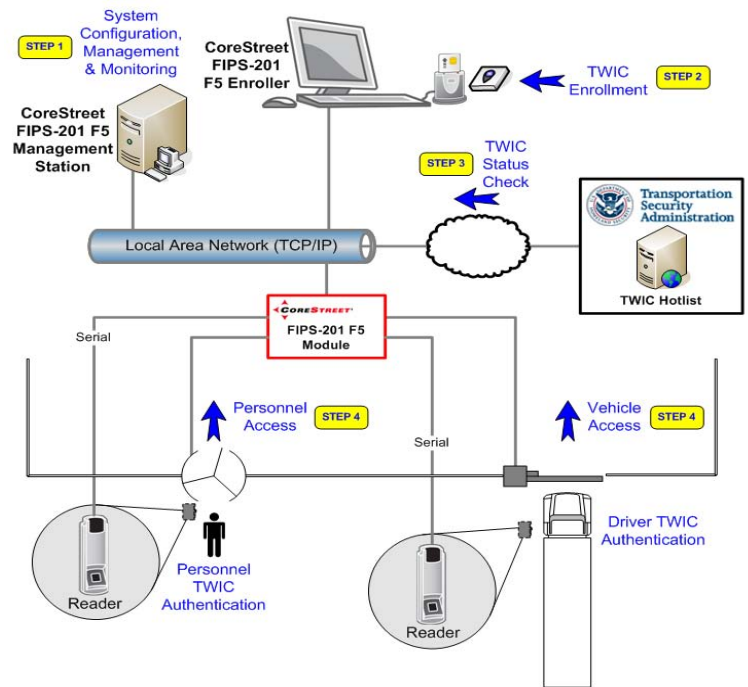 STEP 1
System
Configuration,
Management
& Monitoring
CoreStreet
FIPS-201 F5
Management
Station
CoreStreet
FIPS-201
F5 Enroller
TWIC
Enrollment
STEP 2
STEP 3
TWIC
Status
Check
Transportation
Security
Administration
TWIC Hotlist
Local Area Network (TCP/IP)
CORESTREET
FIPS-201 F5
Module
Serial
Serial
Personnel
Access
STEP 4
Vehicle
Access
STEP 4
Reader
Personnel
TWIC
Authentication
Reader
Driver TWIC
Authentication